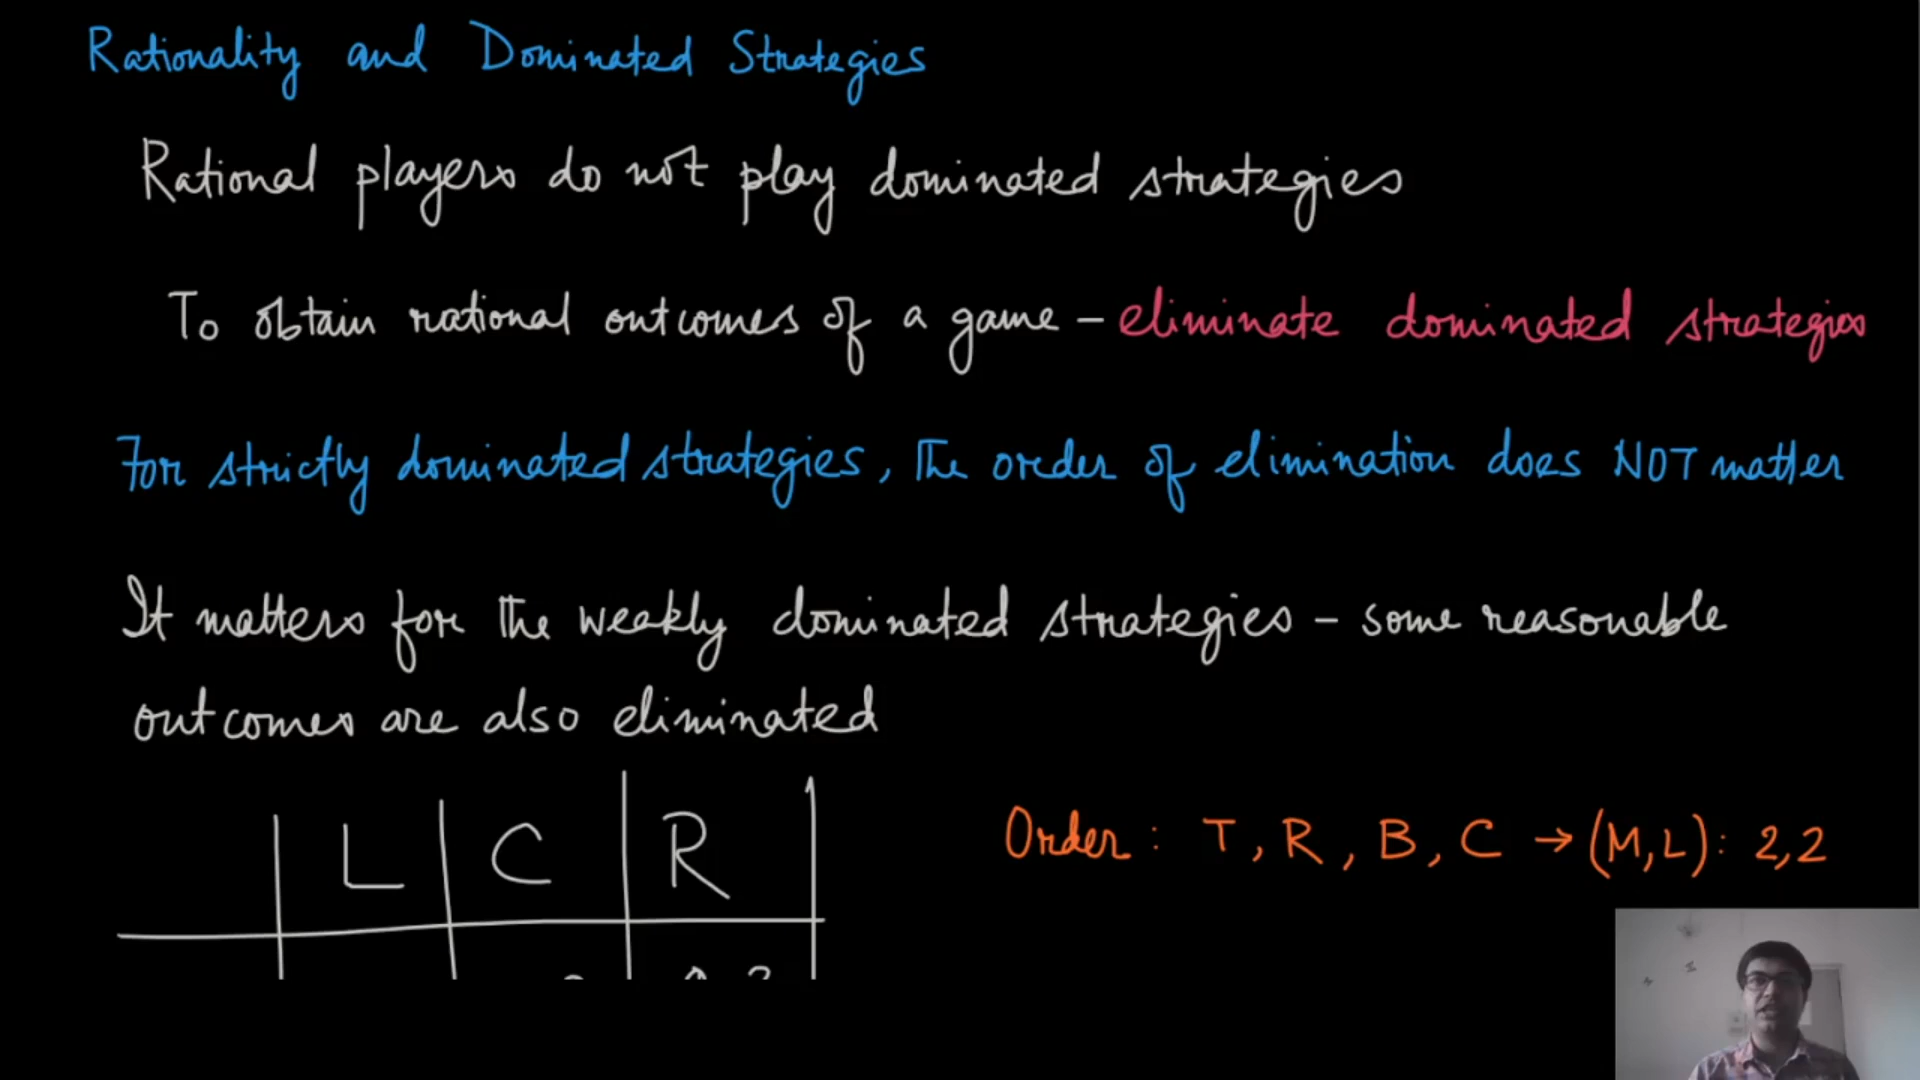 Rationality and Dominated Strategies
Rational players do not play dominated strategies
To obtain rational outcomes of a game - eliminate dominated strategies
For strictly dominated strategies, the order of elimination does NOT matter
It matters for the weakly dominated strategies - some reasonable
outcomes are also eliminated
L C R
Order: T, R, B, C → (M,L): 2,2